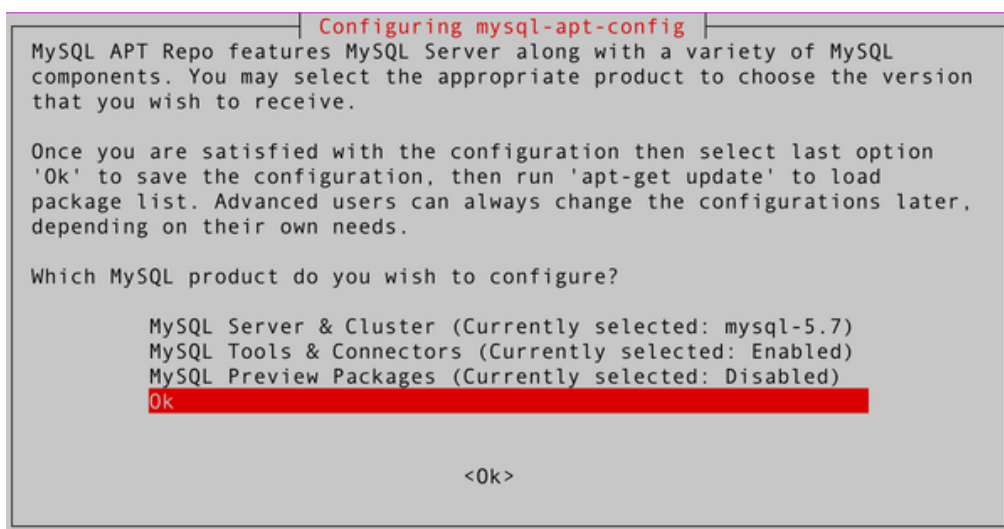 Configuring mysql-apt-config
MySQL APT Repo features MySQL Server along with a variety of MySQL
components. You may select the appropriate product to choose the version
that you wish to receive.
Once you are satisfied with the configuration then select last option
'Ok' to save the configuration, then run 'apt-get update' to load
package list. Advanced users can always change the configurations later,
depending on their own needs.
Which MySQL product do you wish to configure?
MySQL Server & Cluster (Currently selected: mysql-5.7)
MySQL Tools & Connectors (Currently selected: Enabled)
MySQL Preview Packages (Currently selected: Disabled)
Ok
<Ok>